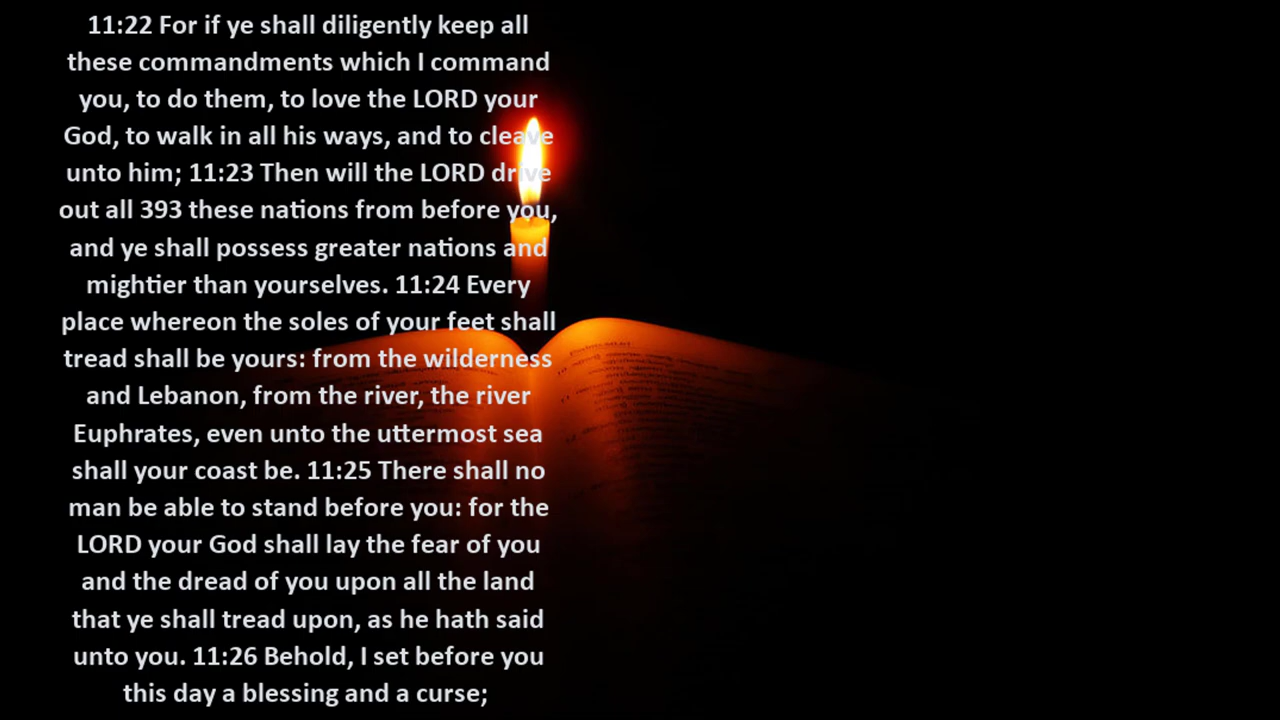 11:22 For if ye shall diligently keep all
these commandments which I command
you, to do them, to love the LORD your
God, to walk in all his ways, and to cleave
unto him; 11:23 Then will the LORD drive
out all 393 these nations from before you,
and ye shall possess greater nations and
mightier than yourselves. 11:24 Every
place whereon the soles of your feet shall
tread shall be yours: from the wilderness
and Lebanon, from the river, the river
Euphrates, even unto the uttermost sea
shall your coast be. 11:25 There shall no
man be able to stand before you: for the
LORD your God shall lay the fear of you
and the dread of you upon all the land
that ye shall tread upon, as he hath said
unto you. 11:26 Behold, I set before you
this day a blessing and a curse;